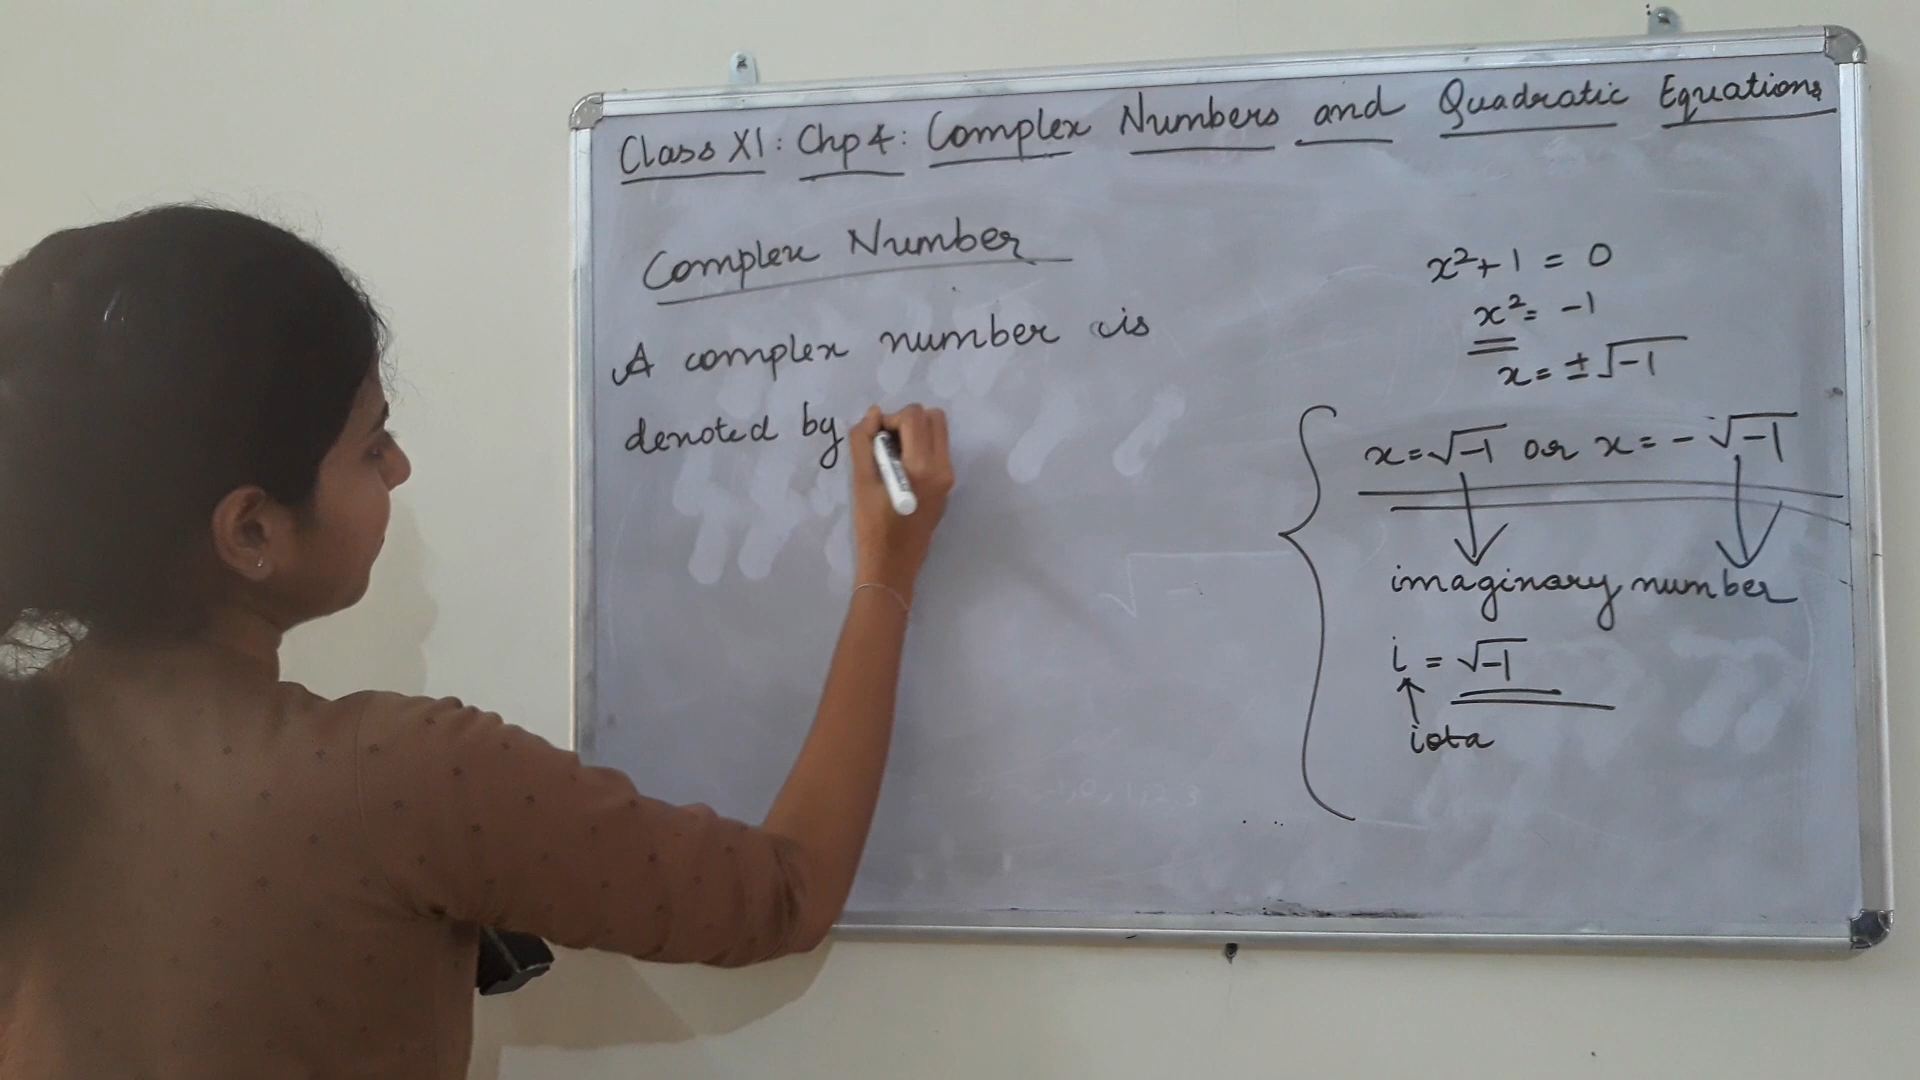 Class XI : Chp 4 : Complex Numbers and Quadratic Equations
Complex Number
A complex number is
denoted by
x² + 1 = 0
x² = -1
x = ± √-1
x = √-1 or x = - √-1
imaginary number
i = √-1
iota